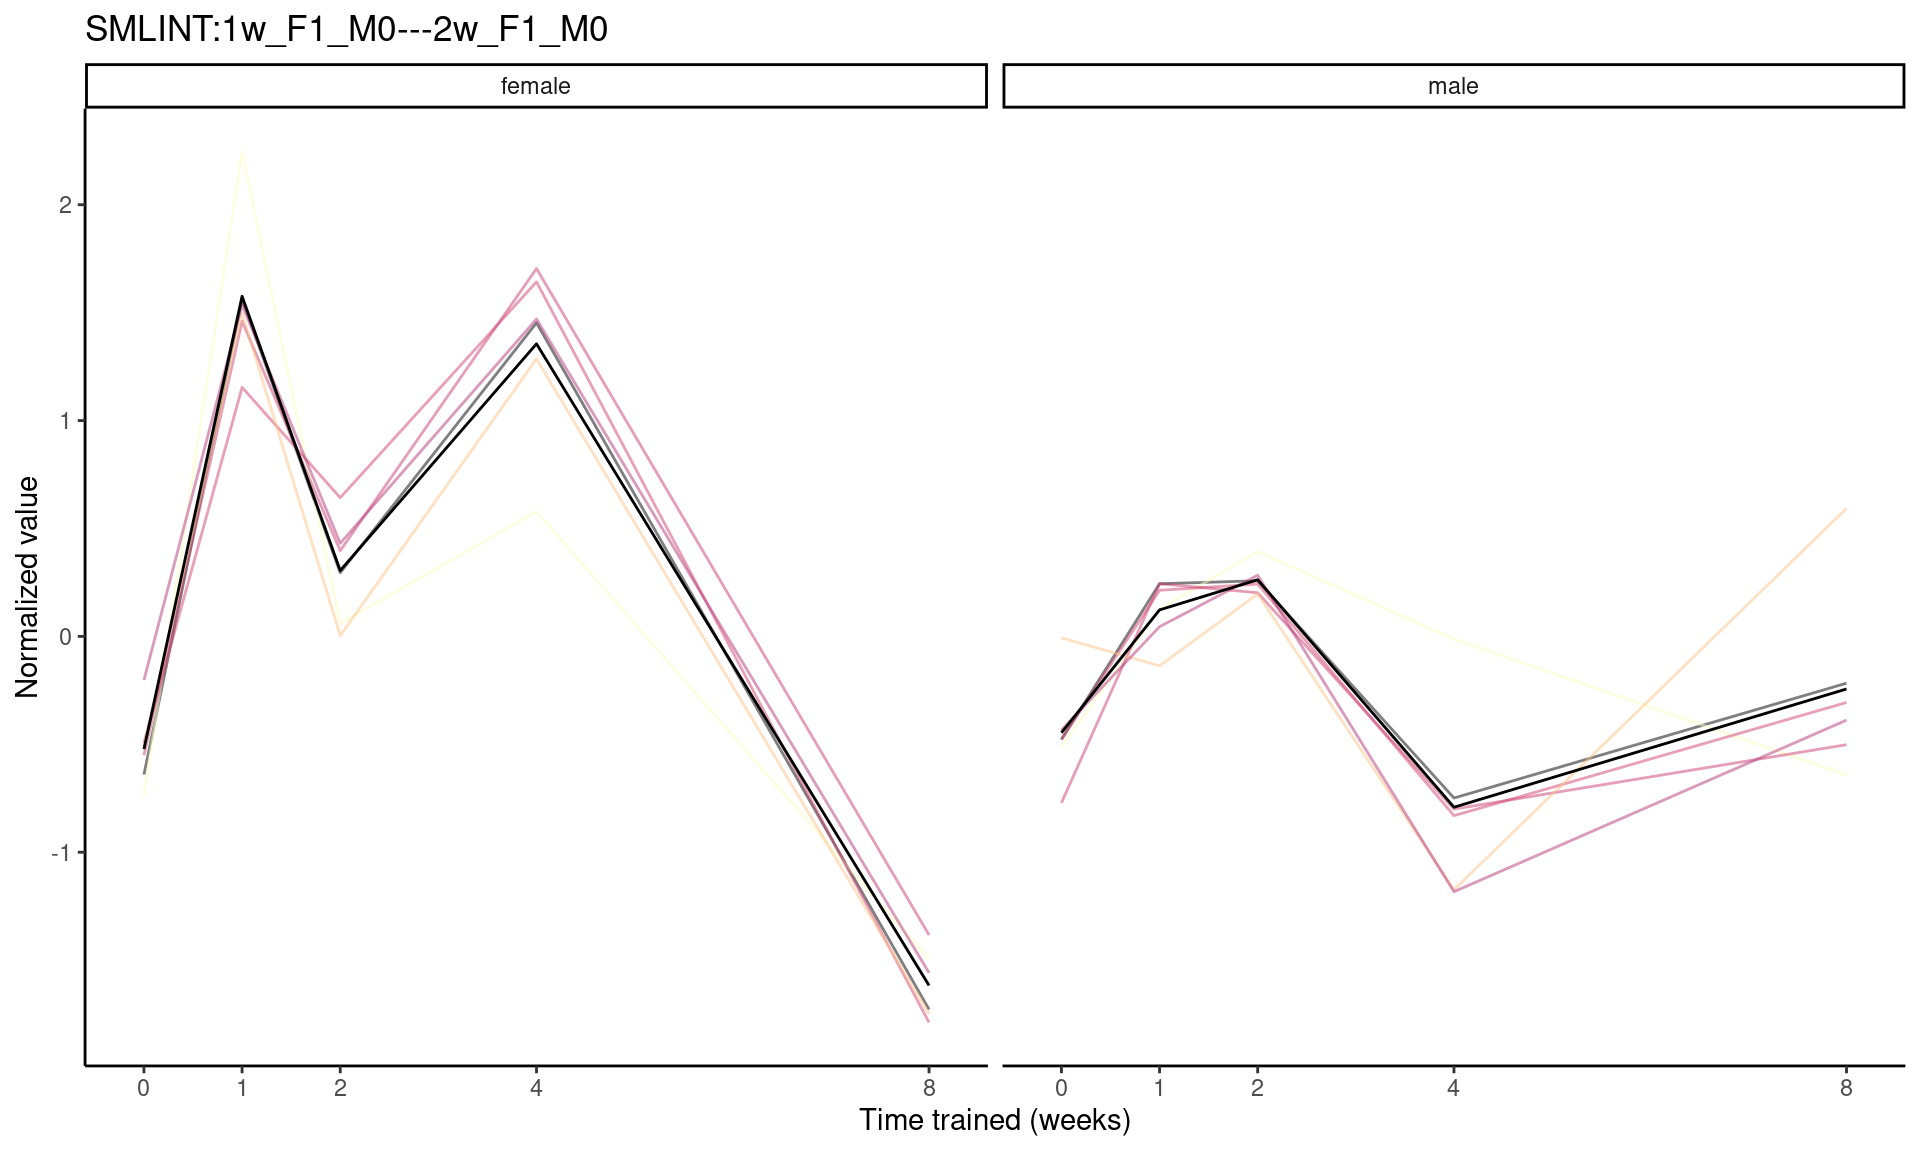 SMLINT:1w_F1_M0---2w_F1_M0
female
male
Normalized value
2
1
0
-1
0 1 2 4 8
0 1 2 4 8
Time trained (weeks)